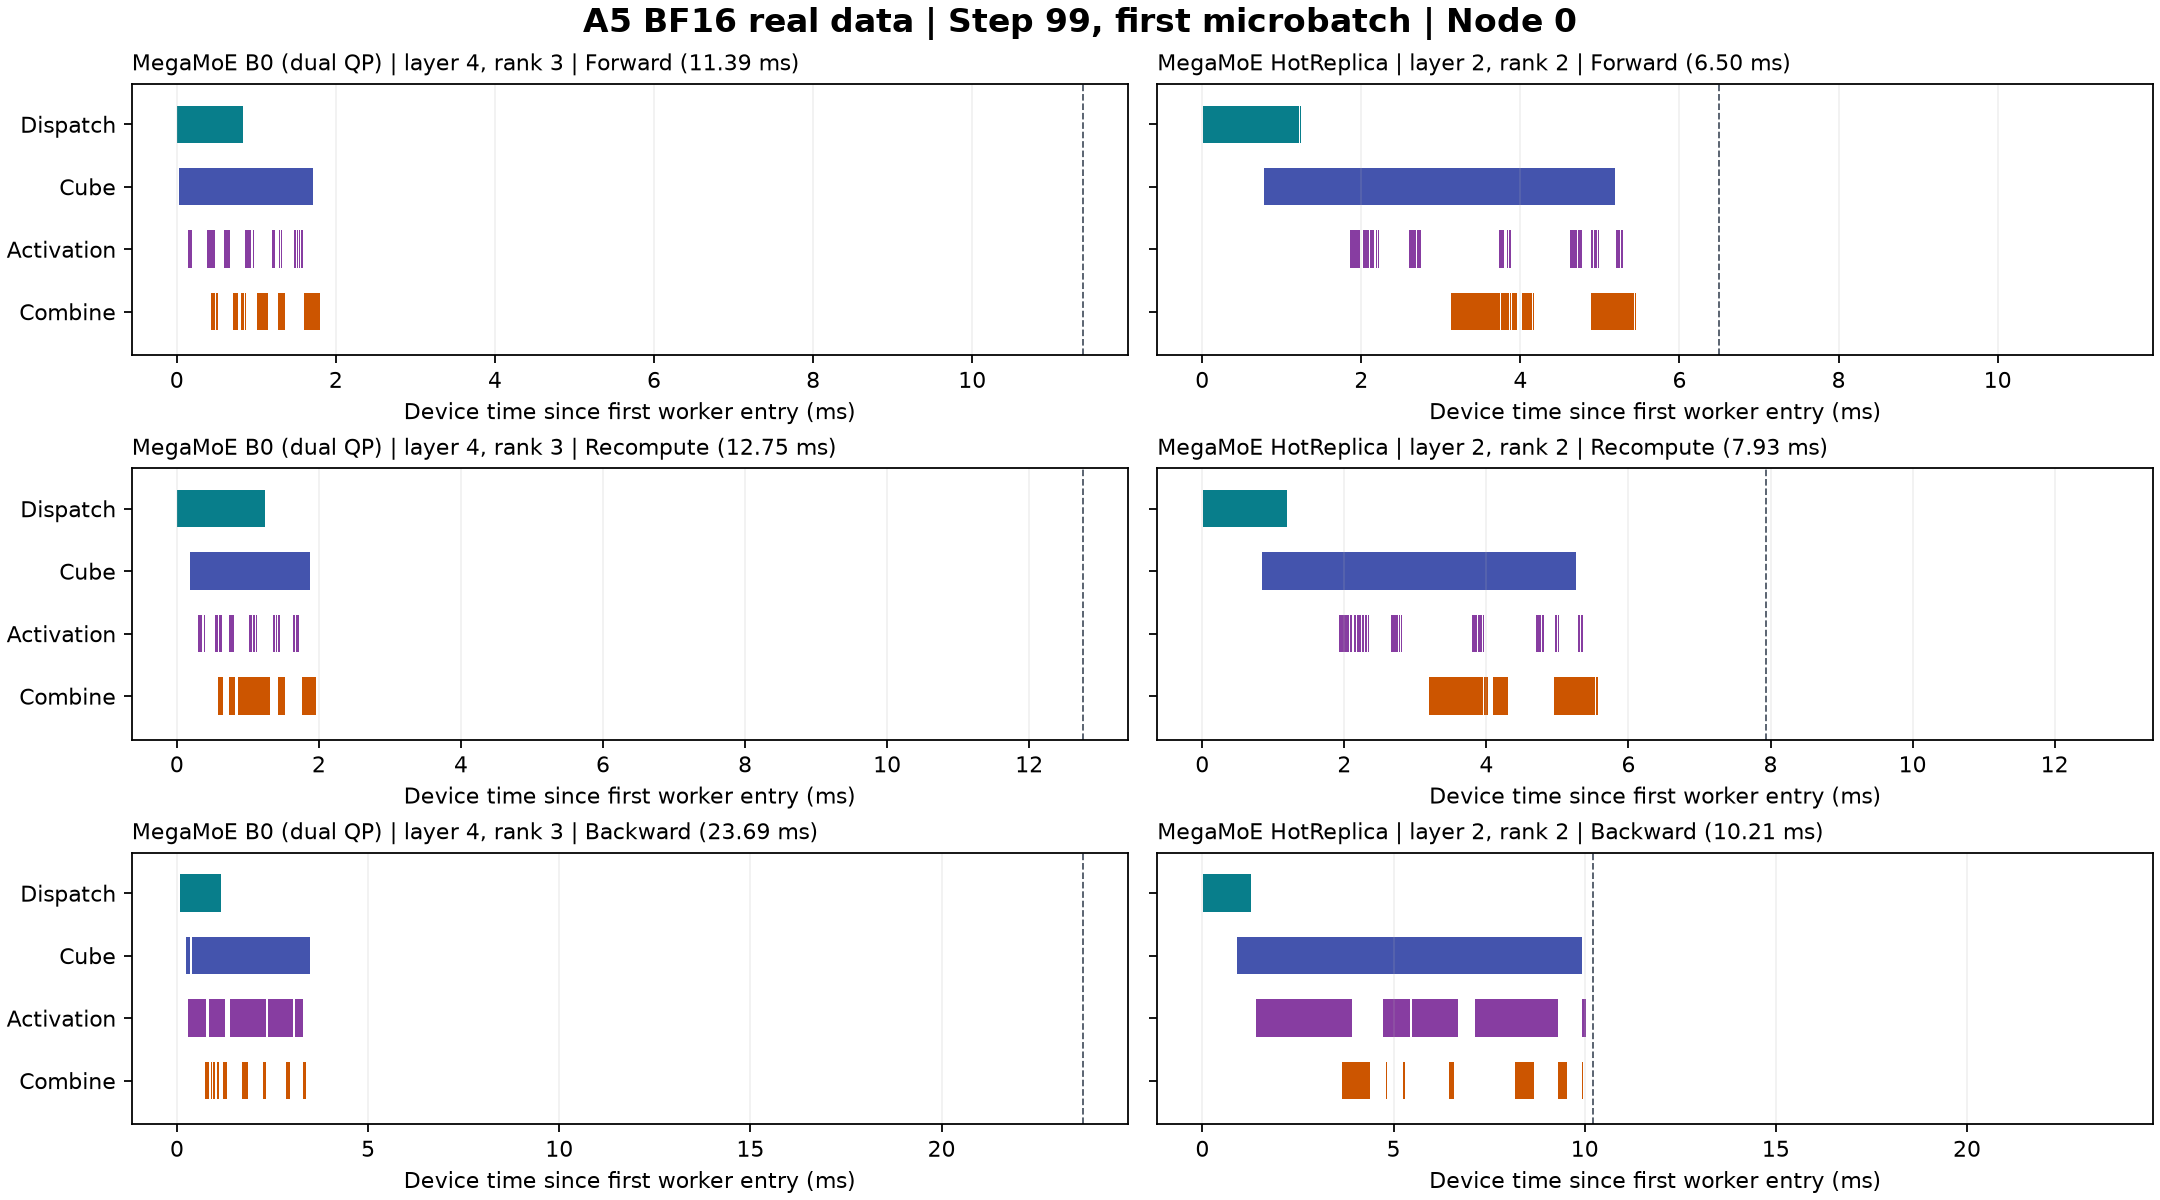 A5 BF16 real data | Step 99, first microbatch | Node 0
MegaMoE B0 (dual QP) | layer 4, rank 3 | Forward (11.39 ms)
Dispatch
Cube
Activation
Combine
0 2 4 6 8 10
Device time since first worker entry (ms)
MegaMoE HotReplica | layer 2, rank 2 | Forward (6.50 ms)
0 2 4 6 8 10
Device time since first worker entry (ms)
MegaMoE B0 (dual QP) | layer 4, rank 3 | Recompute (12.75 ms)
Dispatch
Cube
Activation
Combine
0 2 4 6 8 10 12
Device time since first worker entry (ms)
MegaMoE HotReplica | layer 2, rank 2 | Recompute (7.93 ms)
0 2 4 6 8 10 12
Device time since first worker entry (ms)
MegaMoE B0 (dual QP) | layer 4, rank 3 | Backward (23.69 ms)
Dispatch
Cube
Activation
Combine
0 5 10 15 20
Device time since first worker entry (ms)
MegaMoE HotReplica | layer 2, rank 2 | Backward (10.21 ms)
0 5 10 15 20
Device time since first worker entry (ms)